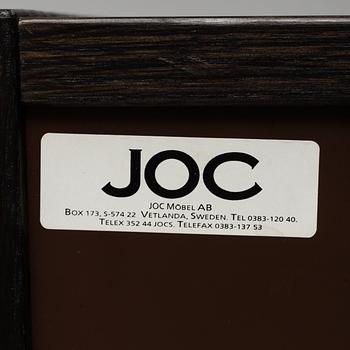 JOC
JOC MÖBEL AB
BOX 173, S-574 22 VETLANDA, SWEDEN. TEL 0383-120 40.
TELEX 352 44 JOCS. TELEFAX 0383-137 53